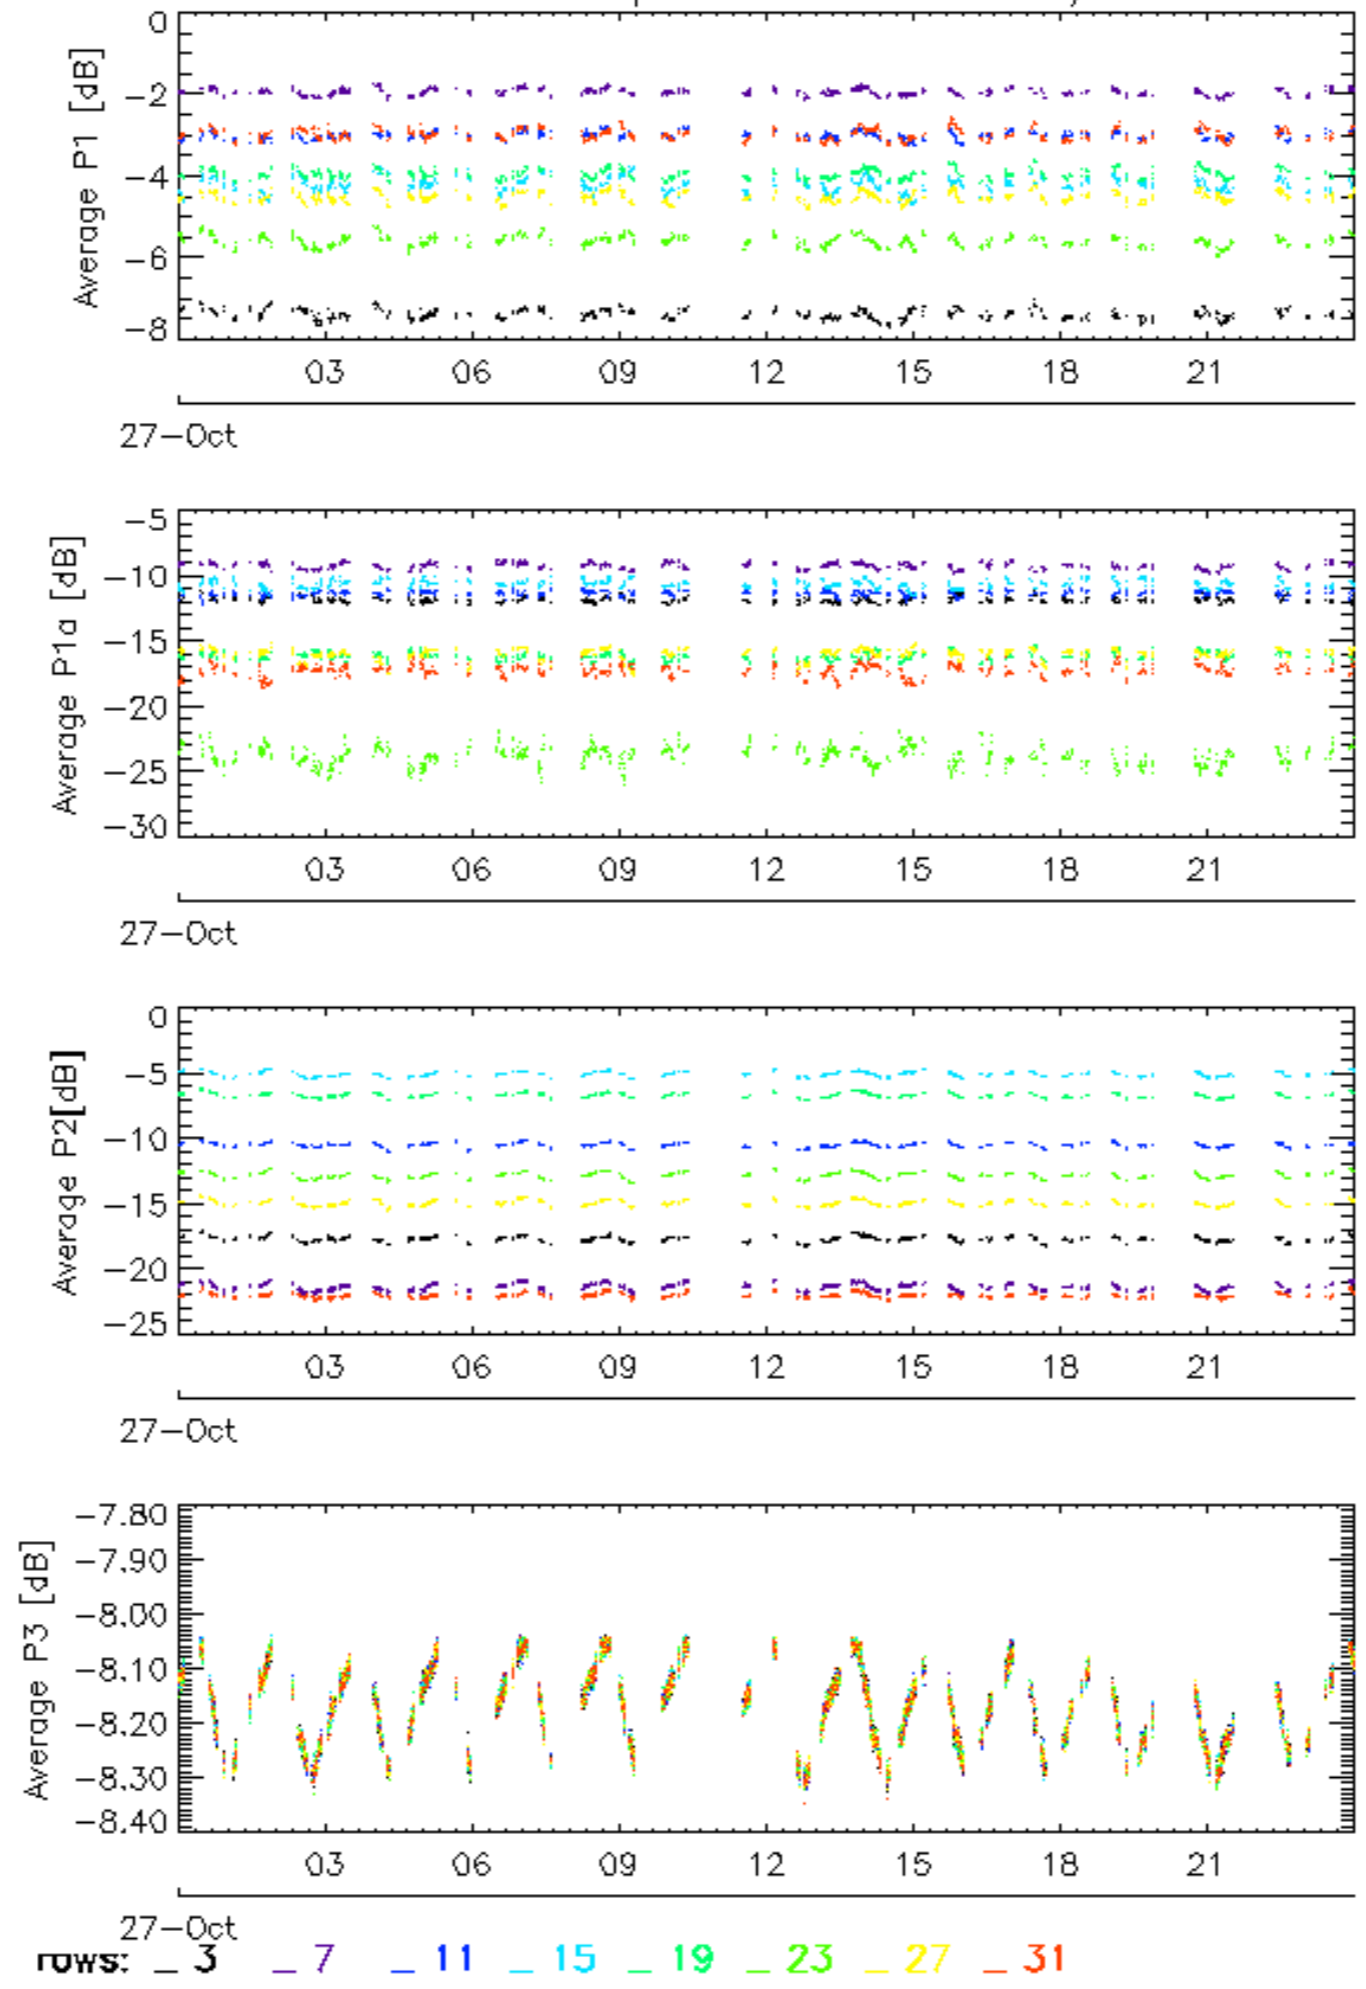 0
-2
-4
-6
-8
Average P1 [dB]
03 06 09 12 15 18 21
27-Oct
-5
-10
-15
-20
-25
-30
Average P1a [dB]
03 06 09 12 15 18 21
27-Oct
0
-5
-10
-15
-20
-25
Average P2[dB]
03 06 09 12 15 18 21
27-Oct
-7.80
-7.90
-8.00
-8.10
-8.20
-8.30
-8.40
Average P3 [dB]
03 06 09 12 15 18 21
27-Oct
rows: _ 3 _ 7 _ 11 _ 15 _ 19 _ 23 _ 27 _ 31